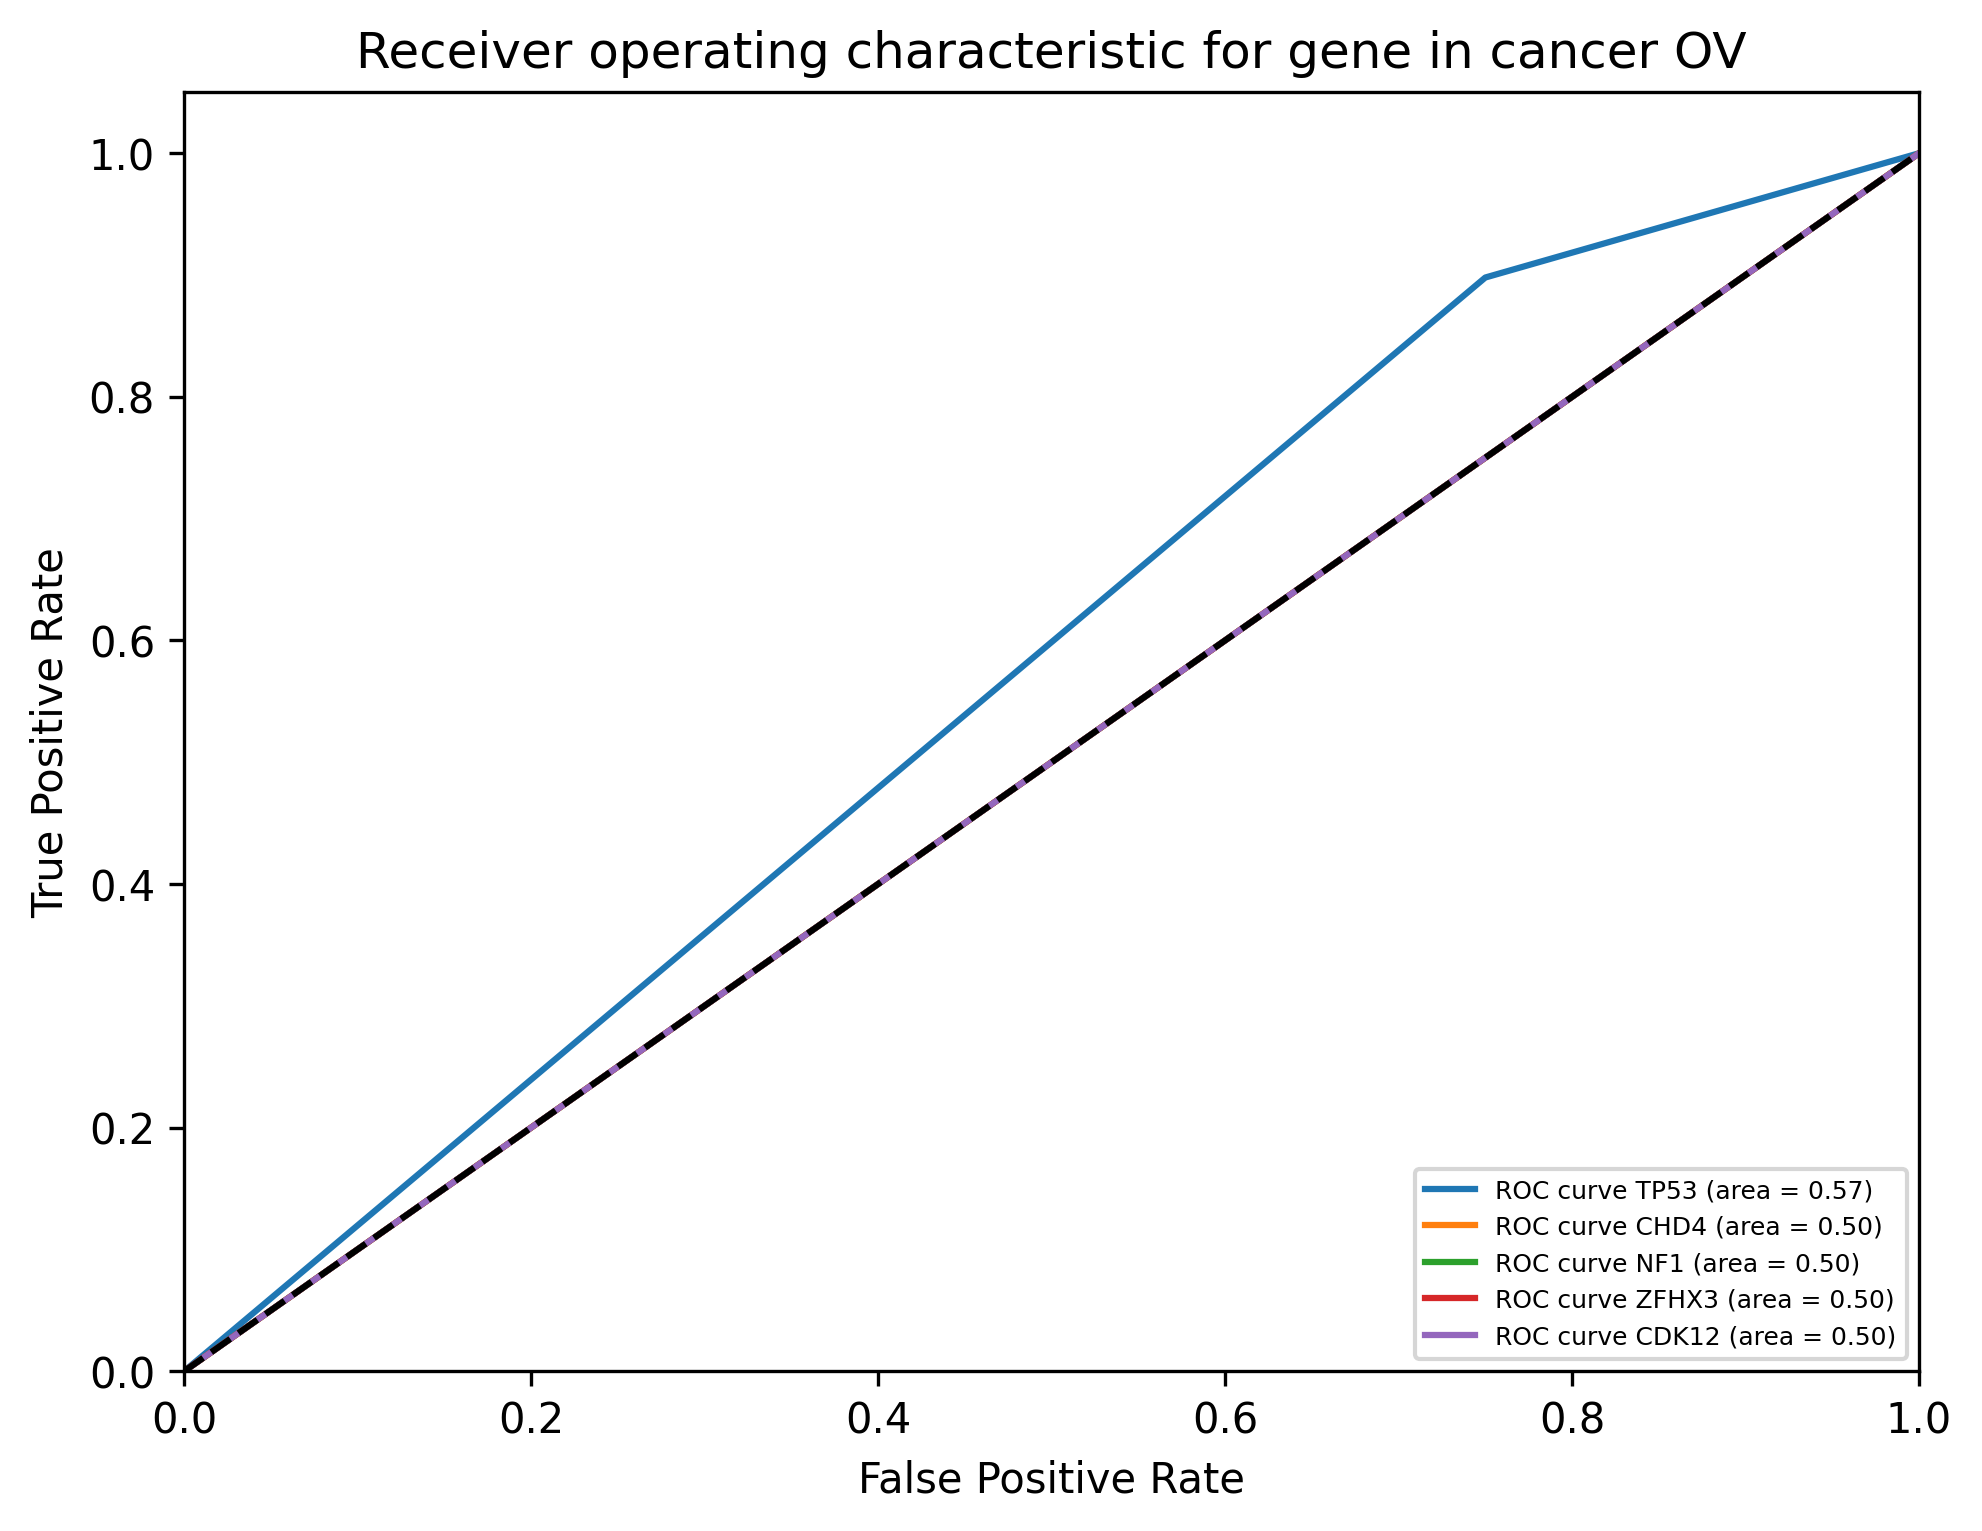 Receiver operating characteristic for gene in cancer OV
1.0
0.8
0.6
0.4
0.2
0.0
True Positive Rate
ROC curve TP53 (area = 0.57)
ROC curve CHD4 (area = 0.50)
ROC curve NF1 (area = 0.50)
ROC curve ZFHX3 (area = 0.50)
ROC curve CDK12 (area = 0.50)
0.0 0.2 0.4 0.6 0.8 1.0
False Positive Rate